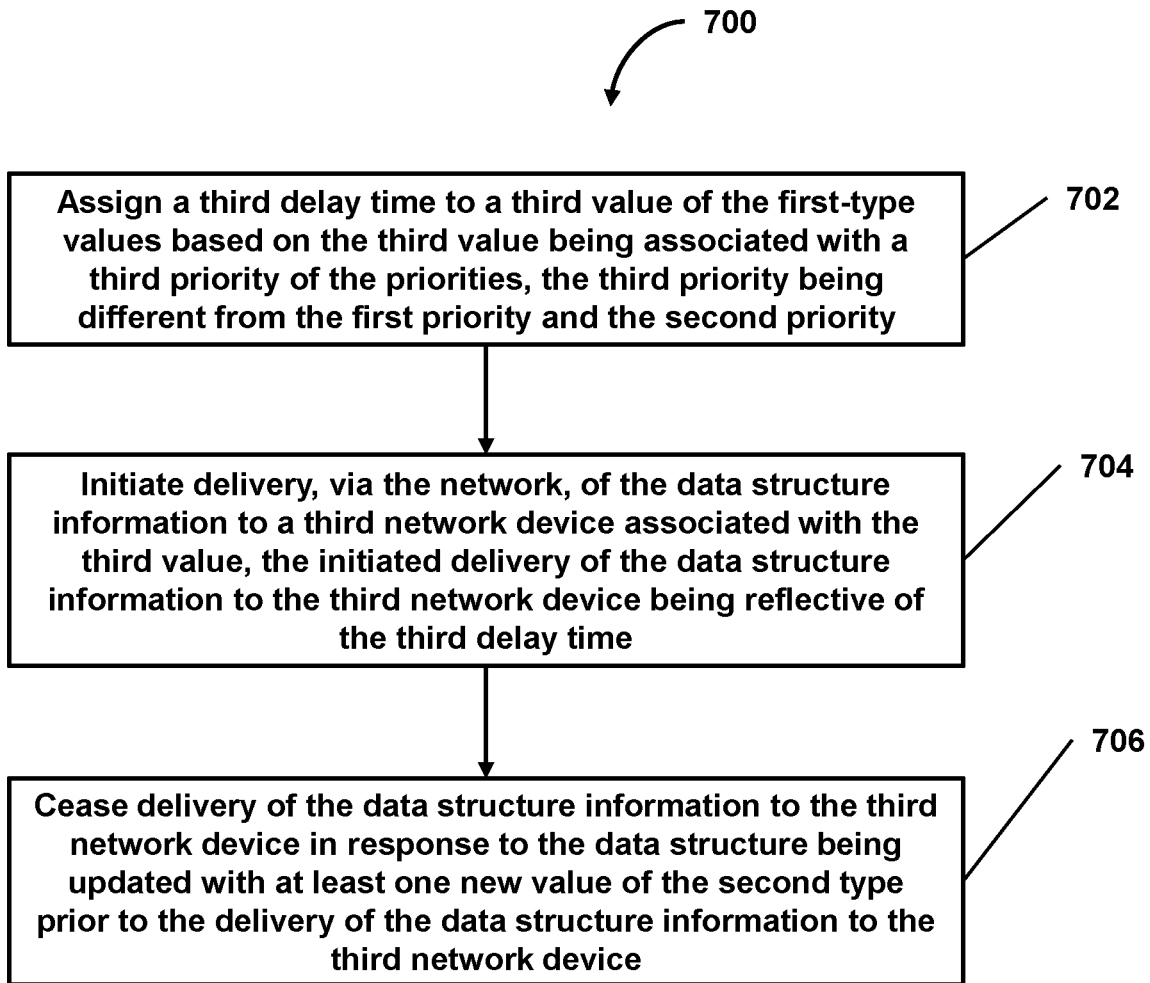 700
Assign a third delay time to a third value of the first-type
values based on the third value being associated with a
third priority of the priorities, the third priority being
different from the first priority and the second priority
702
Initiate delivery, via the network, of the data structure
information to a third network device associated with the
third value, the initiated delivery of the data structure
information to the third network device being reflective of
the third delay time
704
Cease delivery of the data structure information to the third
network device in response to the data structure being
updated with at least one new value of the second type
prior to the delivery of the data structure information to the
third network device
706